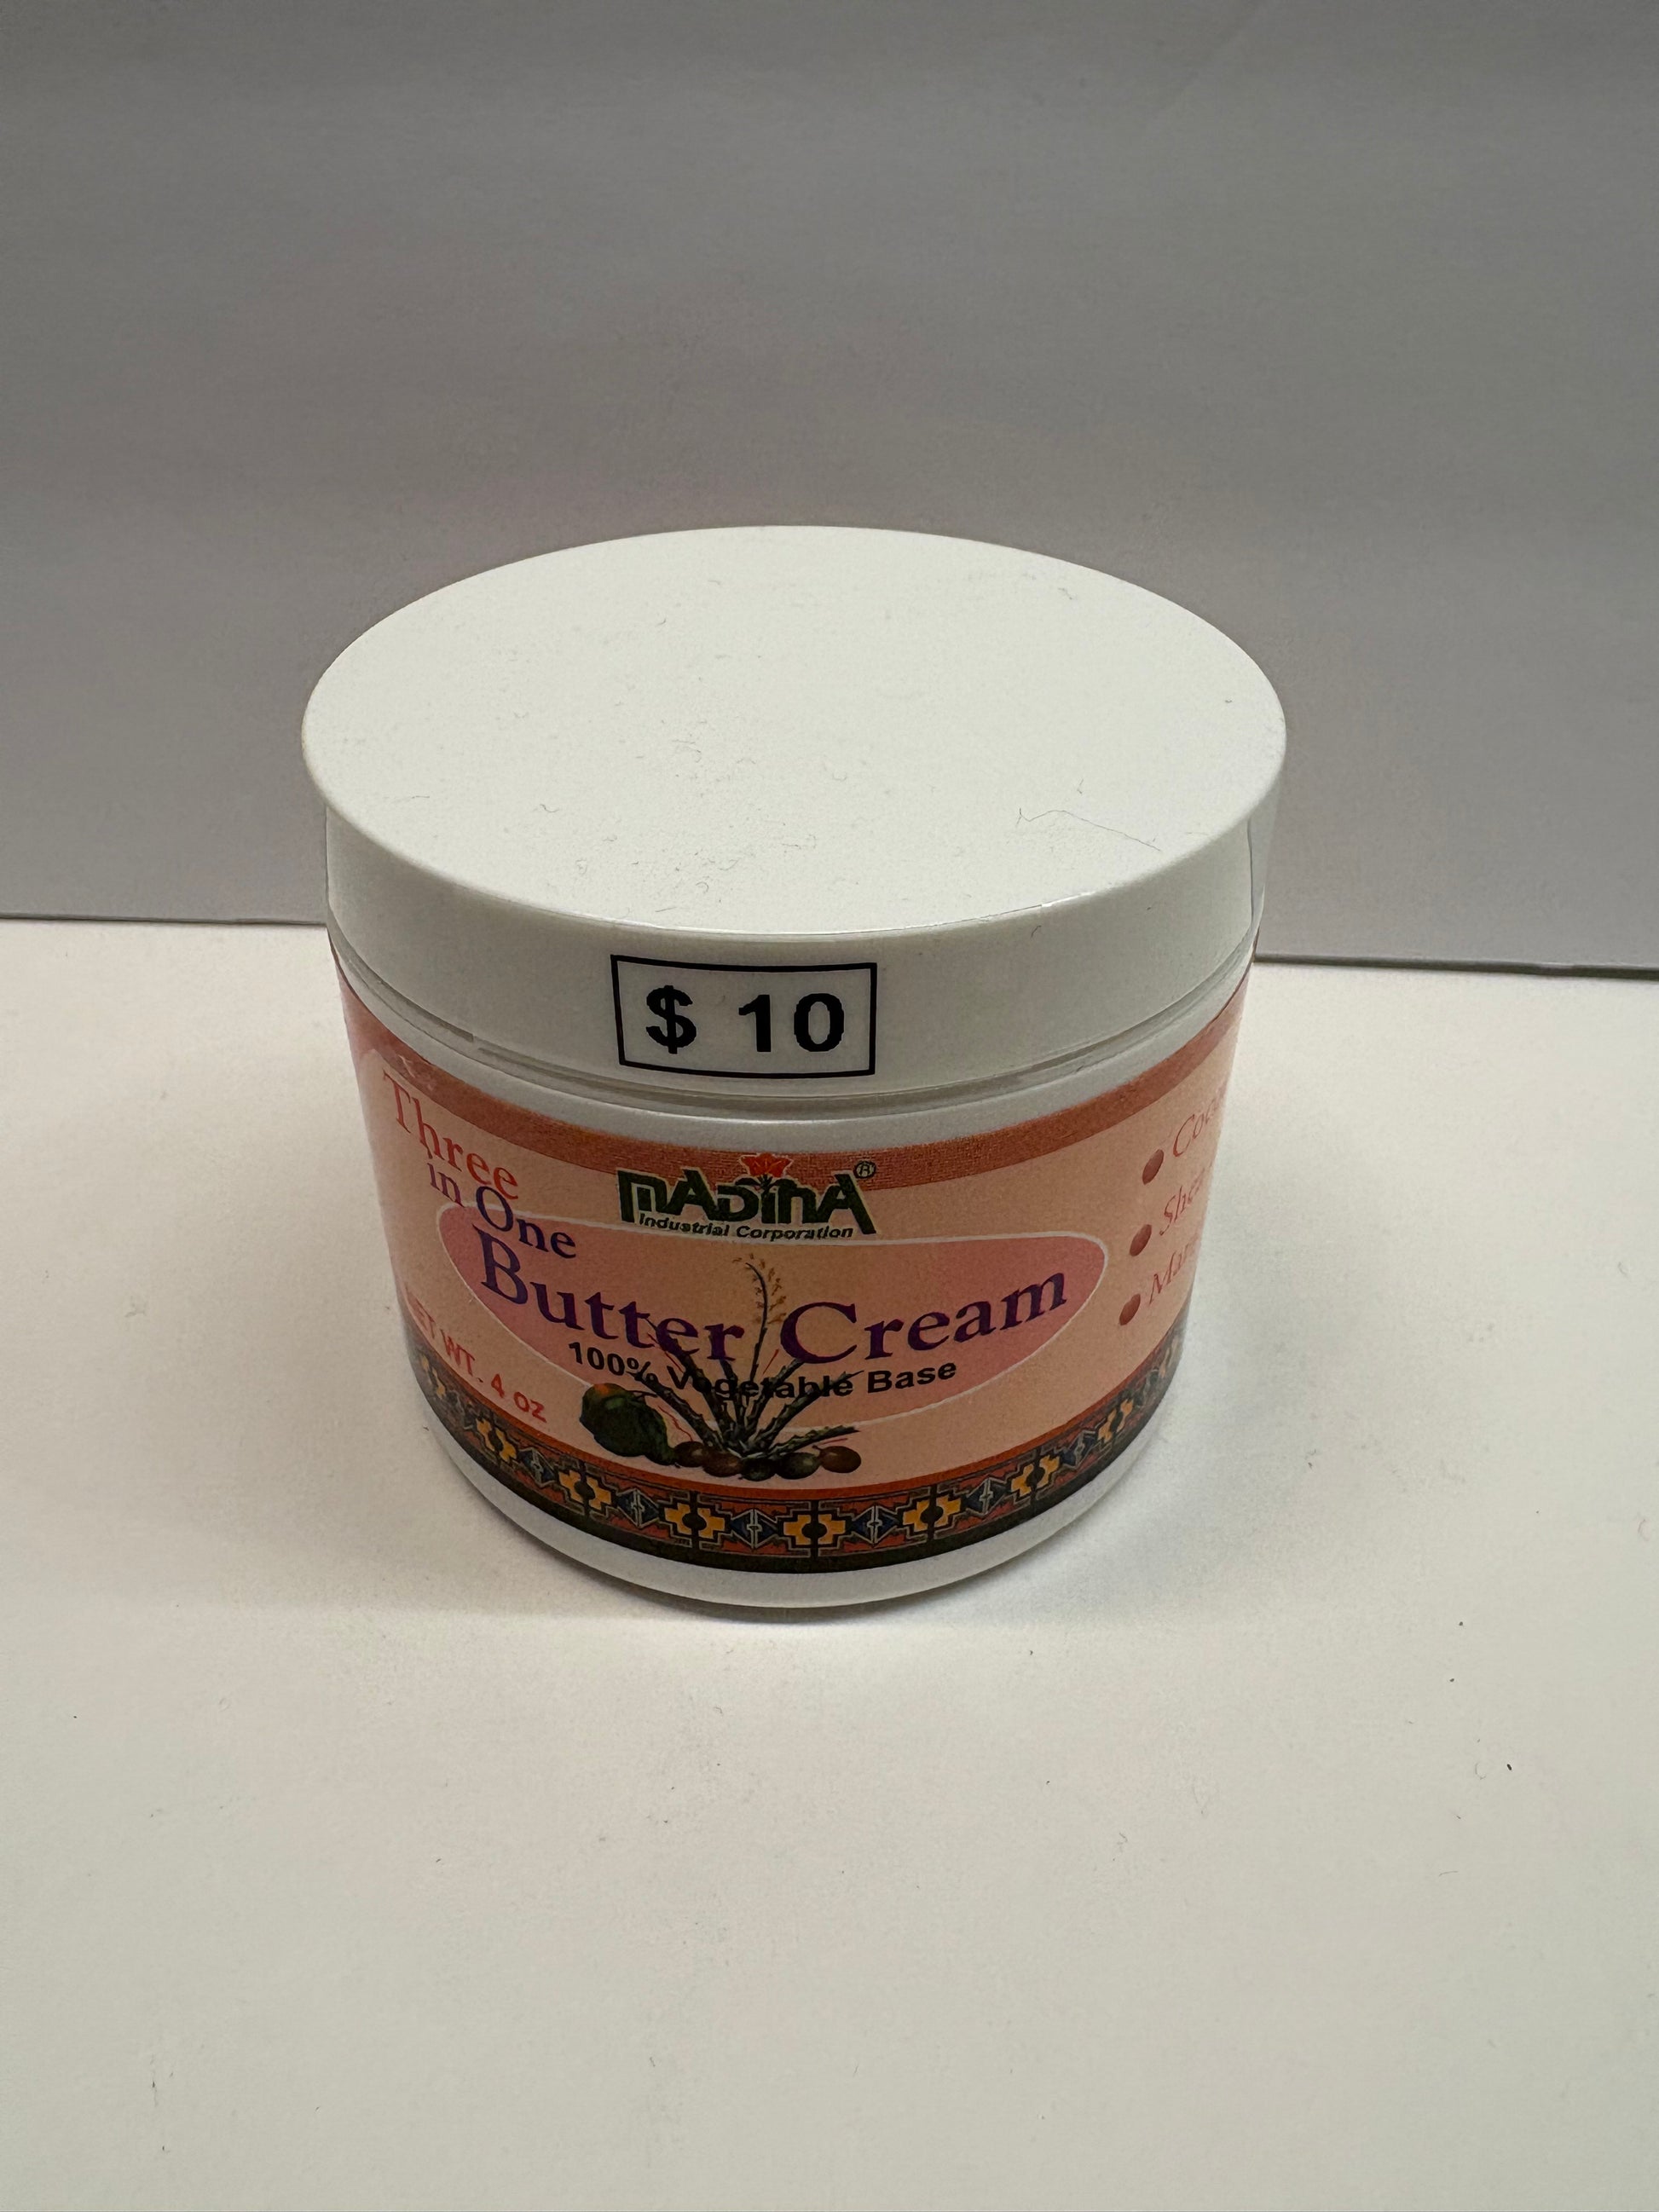 $ 10
Three
in One
MADINA®
Industrial Corporation
Butter Cream
100% Vegetable Base
NET WT. 4 oz